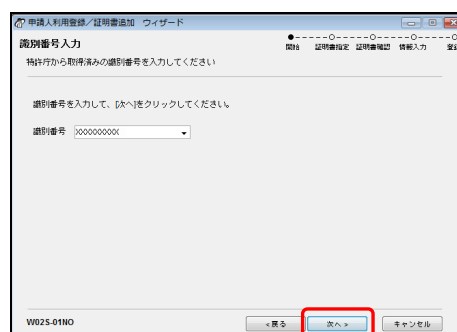 申請人利用登録／証明書追加　ウィザード
識別番号入力
特許庁から取得済みの識別番号を入力してください
開始 証明書指定 証明書確認 情報入力
識別番号を入力して、[次へ]をクリックしてください。
識別番号 XXXXXXXXX
W02S-01NO
<戻る 次へ> キャンセル